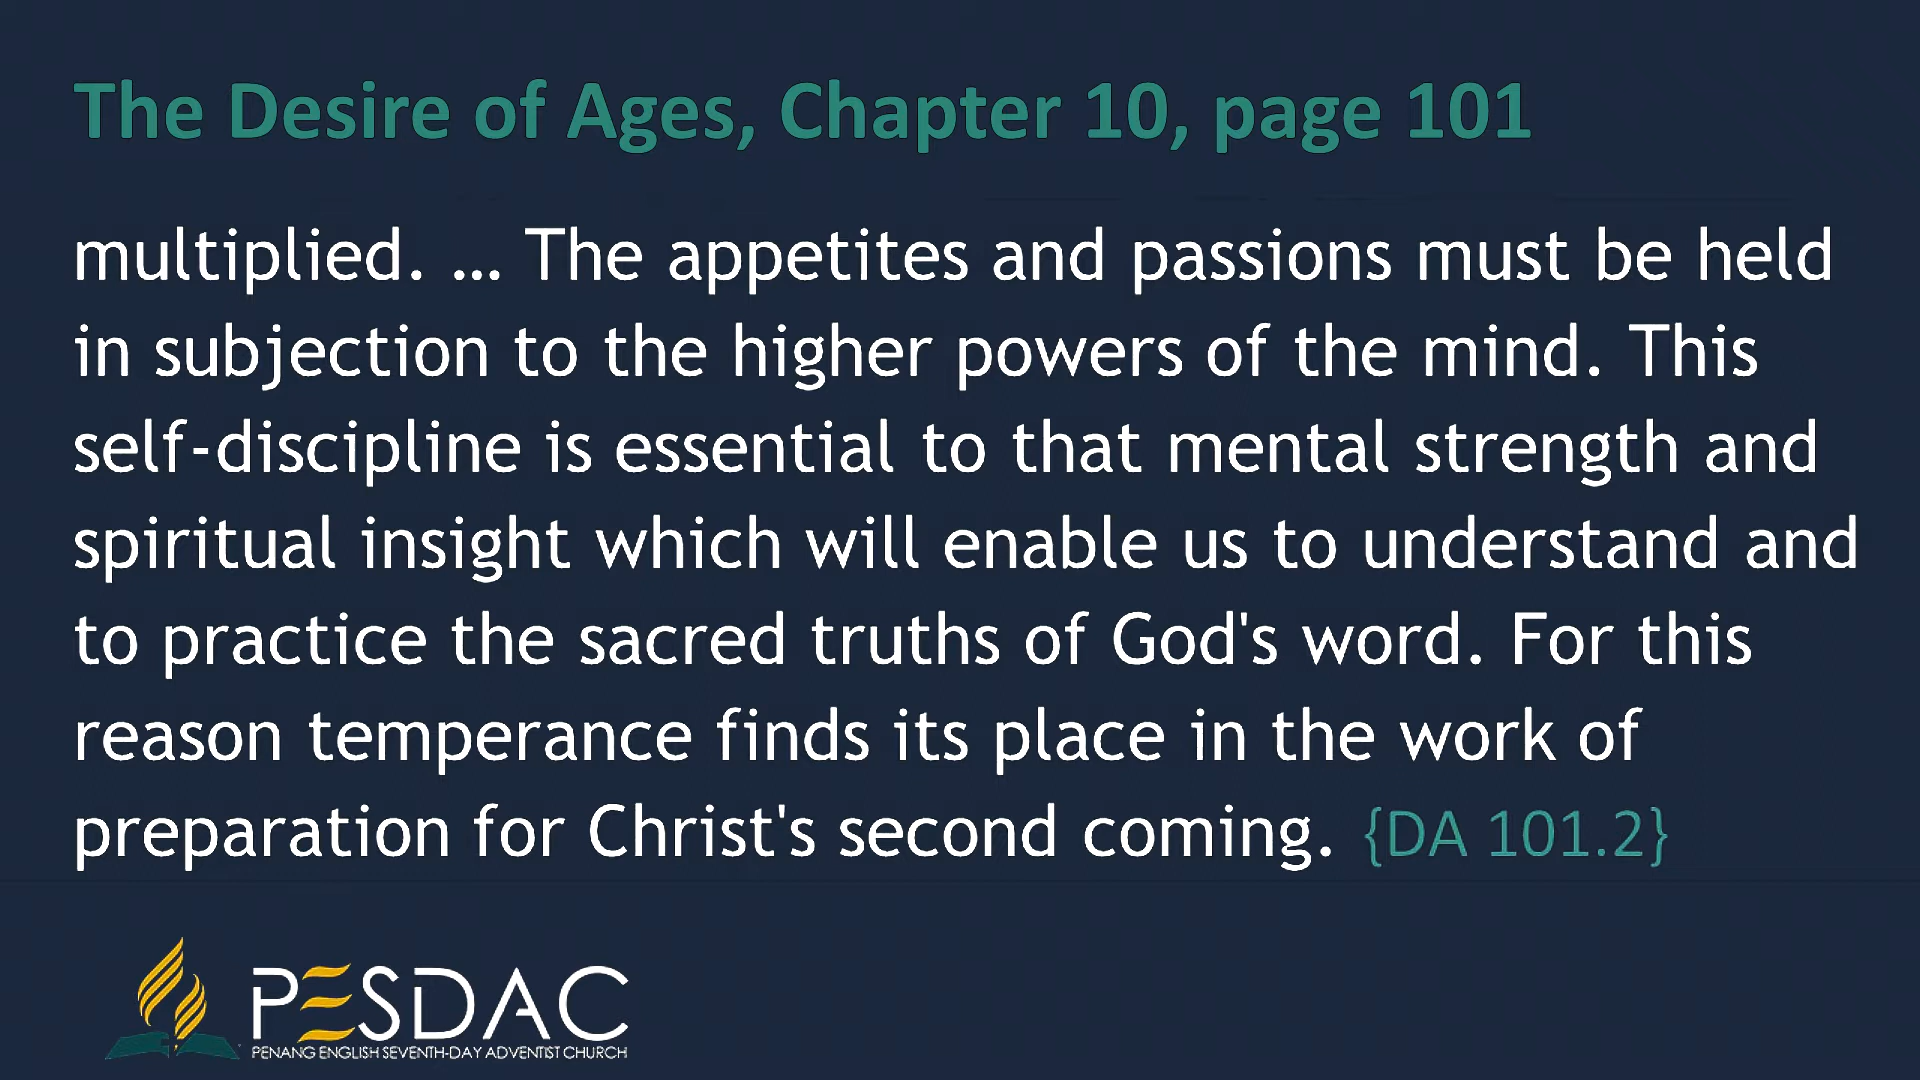 The Desire of Ages, Chapter 10, page 101
multiplied. … The appetites and passions must be held
in subjection to the higher powers of the mind. This
self-discipline is essential to that mental strength and
spiritual insight which will enable us to understand and
to practice the sacred truths of God's word. For this
reason temperance finds its place in the work of
preparation for Christ's second coming. {DA 101.2}
PESDAC
PENANG ENGLISH SEVENTH-DAY ADVENTIST CHURCH